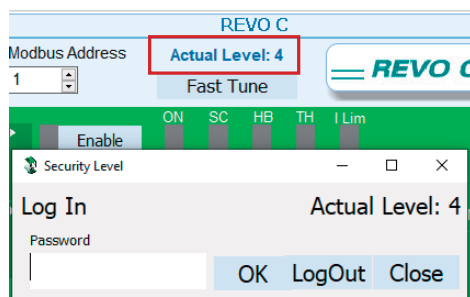 REVO C
Modbus Address
Actual Level: 4
1
Fast Tune
REVO C
ON SC HB TH I Lim
Enable
Security Level
Log In
Actual Level: 4
Password
OK LogOut Close